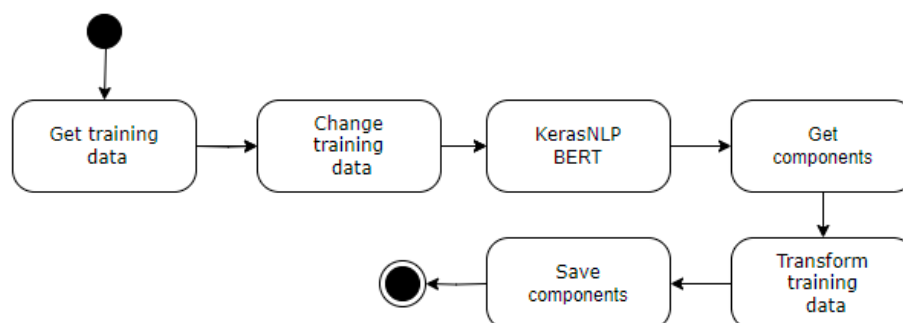 Get training
data
Change
training
data
KerasNLP
BERT
Get
components
Transform
training
data
Save
components